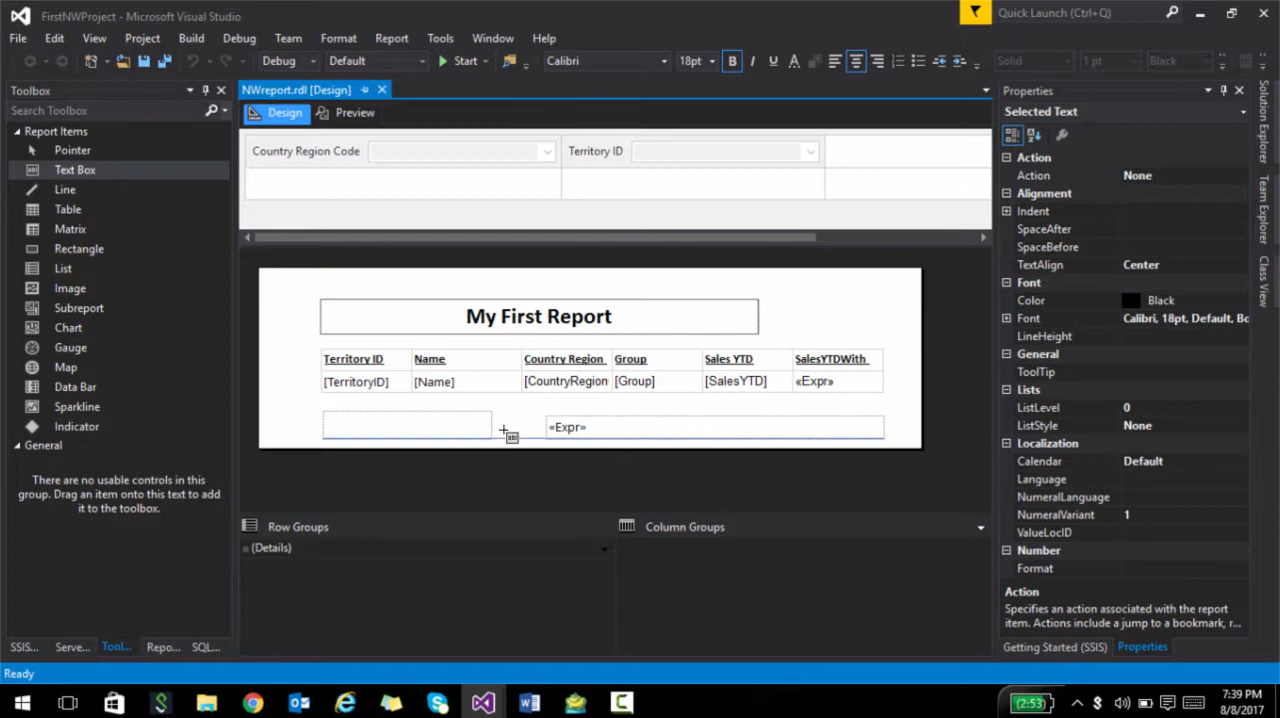 FirstNWProject - Microsoft Visual Studio
Quick Launch (Ctrl+Q)
File Edit View Project Build Debug Team Format Report Tools Window Help
Debug Default Start Calibri 18pt B I U A Solid 1 pt Black
Toolbox
Search Toolbox
Report Items
Pointer
Text Box
Line
Table
Matrix
Rectangle
List
Subreport
Image
Chart
Gauge
Map
Data Bar
Sparkline
Indicator
General
There are no usable controls in this
group. Drag an item onto this text to add
it to the toolbox.
SSIS... Serve... Tool... Repo... SQL...
NWreport.rdl [Design]
Design Preview
Country Region Code Territory ID
My First Report
Territory ID Name Country Region Group Sales YTD SalesYTDWith
[TerritoryID] [Name] [CountryRegion [Group] [SalesYTD] «Expr»
«Expr»
Row Groups Column Groups
(Details)
Properties
Selected Text
Action
Action None
Alignment
Indent
SpaceAfter
SpaceBefore
TextAlign Center
Font
Color Black
Font Calibri, 18pt, Default, Bo
LineHeight
General
ToolTip
Lists
ListLevel 0
ListStyle None
Localization
Calendar Default
Language
NumeralLanguage
NumeralVariant 1
ValueLocID
Number
Format
Action
Specifies an action associated with the report
item. Actions include a jump to a bookmark, r...
Getting Started (SSIS) Properties
Solution Explorer
Team Explorer
Class View
Ready
(2:53)
7:39 PM
8/8/2017